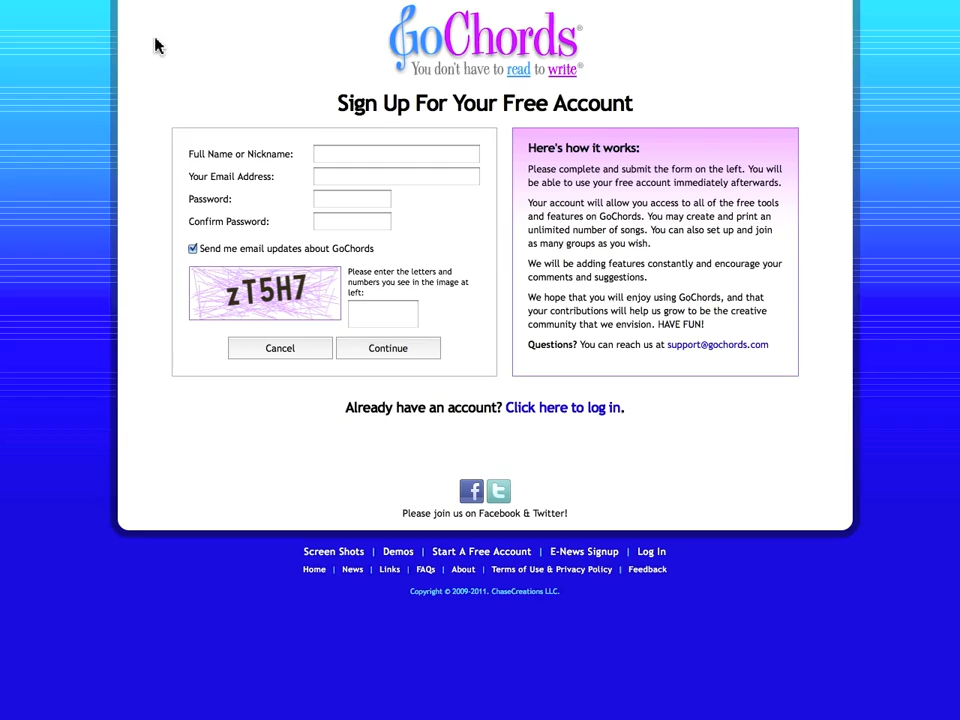 GoChords®
You don't have to read to write®
Sign Up For Your Free Account
Full Name or Nickname:
Your Email Address:
Password:
Confirm Password:
Send me email updates about GoChords
zT5H7
Please enter the letters and
numbers you see in the image at
left:
Cancel
Continue
Here's how it works:
Please complete and submit the form on the left. You will
be able to use your free account immediately afterwards.
Your account will allow you access to all of the free tools
and features on GoChords. You may create and print an
unlimited number of songs. You can also set up and join
as many groups as you wish.
We will be adding features constantly and encourage your
comments and suggestions.
We hope that you will enjoy using GoChords, and that
your contributions will help us grow to be the creative
community that we envision. HAVE FUN!
Questions? You can reach us at support@gochords.com
Already have an account? Click here to log in.
f t
Please join us on Facebook & Twitter!
Screen Shots | Demos | Start A Free Account | E-News Signup | Log In
Home | News | Links | FAQs | About | Terms of Use & Privacy Policy | Feedback
Copyright © 2009-2011. ChaseCreations LLC.